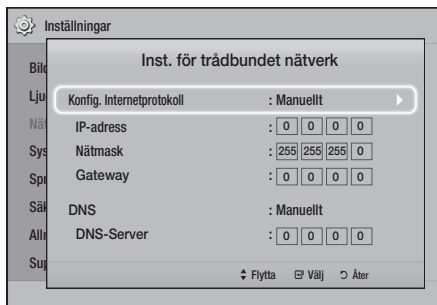 Inställningar
Inst. för trådbundet nätverk
Bild
Lju
Nät
Sys
Spr
Säk
Allm
Sup
Konfig. Internetprotokoll : Manuellt
IP-adress : 0 0 0 0
Nätmask : 255 255 255 0
Gateway : 0 0 0 0
DNS : Manuellt
DNS-Server : 0 0 0 0
Flytta Välj Åter